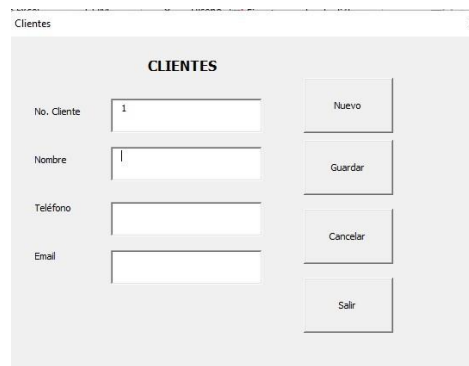 Clientes
CLIENTES
No. Cliente 1 Nuevo
Nombre Guardar
Teléfono
Cancelar
Email
Salir